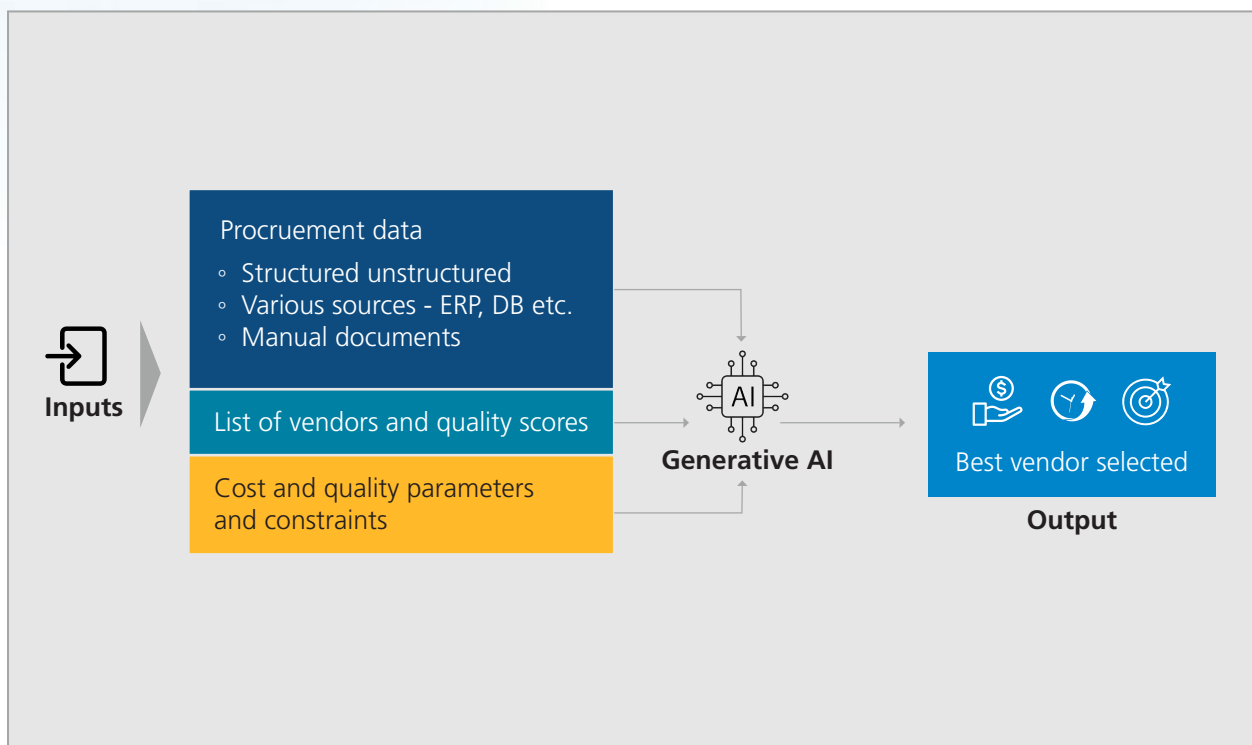 Procruement data
◦ Structured unstructured
◦ Various sources - ERP, DB etc.
◦ Manual documents
Inputs
List of vendors and quality scores
Cost and quality parameters
and constraints
AI
Generative AI
$
Best vendor selected
Output